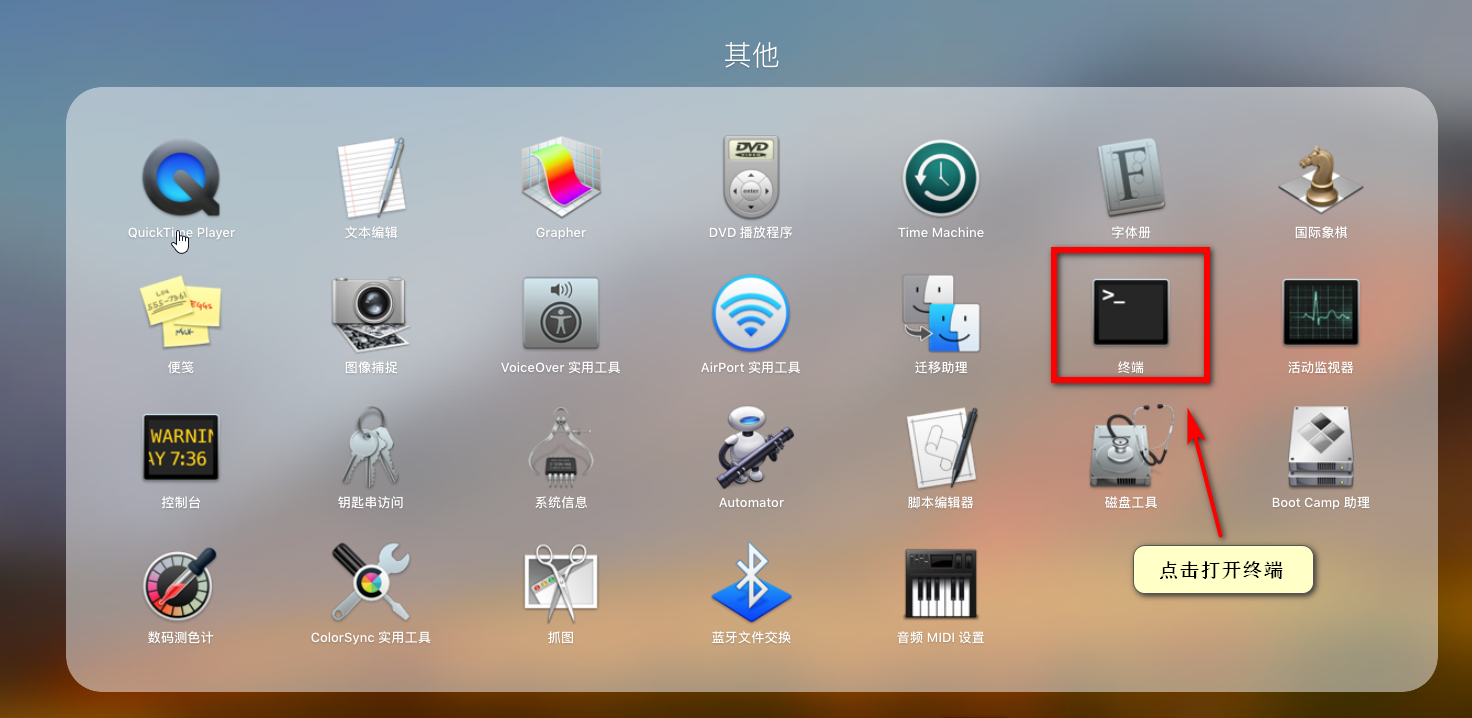 其他
DVD
VIDEO
enter
F
QuickTime Player
文本编辑
Grapher
DVD 播放程序
Time Machine
字体册
国际象棋
555-7361
EGGS
MILK
>_
便笺
图像捕捉
VoiceOver 实用工具
AirPort 实用工具
迁移助理
终端
活动监视器
WARNIN
AY 7:36
控制台
钥匙串访问
系统信息
Automator
脚本编辑器
磁盘工具
Boot Camp 助理
点击打开终端
数码测色计
ColorSync 实用工具
抓图
蓝牙文件交换
音频 MIDI 设置